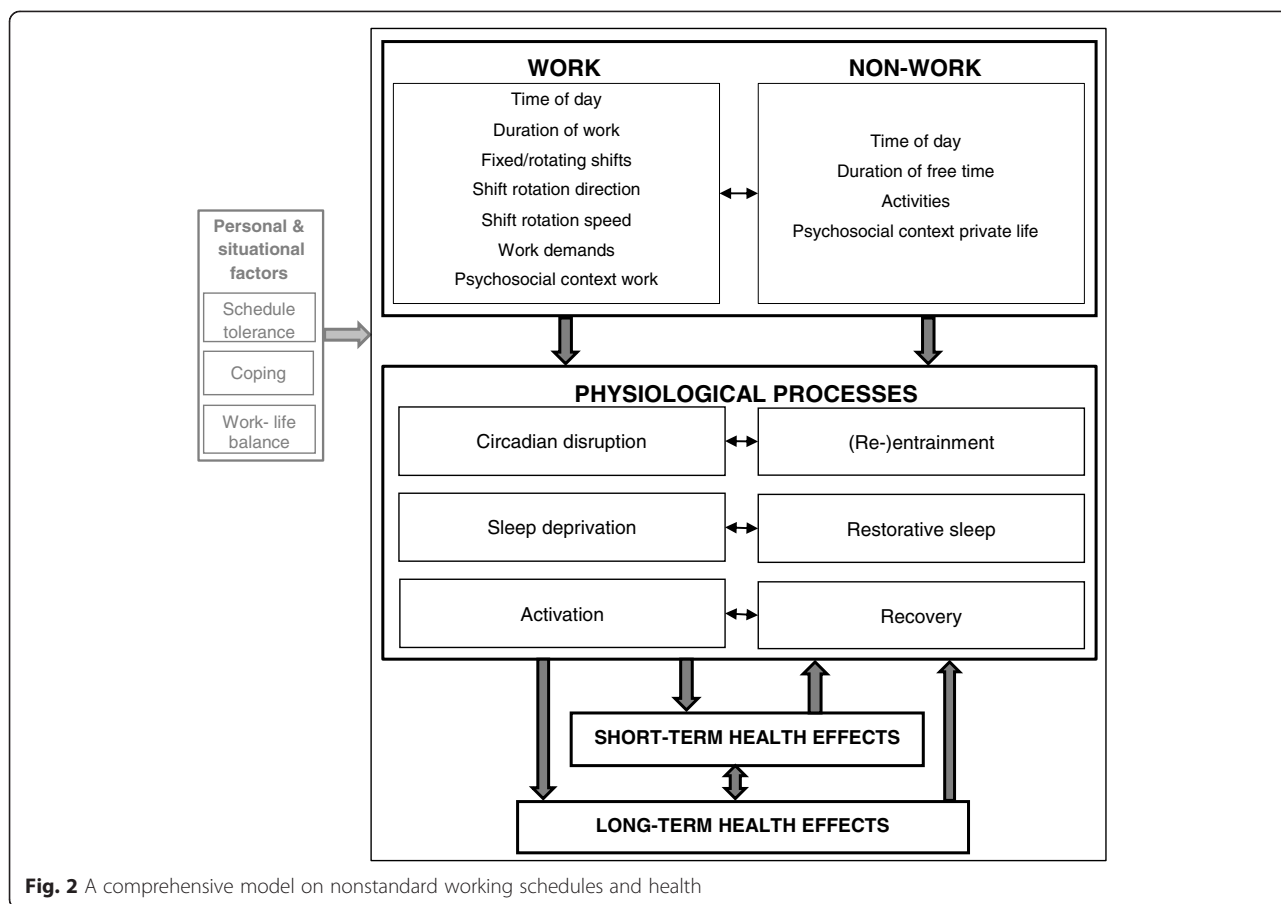 WORK
Time of day
Duration of work
Fixed/rotating shifts
Shift rotation direction
Shift rotation speed
Work demands
Psychosocial context work
NON-WORK
Time of day
Duration of free time
Activities
Psychosocial context private life
Personal &
situational
factors
Schedule
tolerance
Coping
Work- life
balance
PHYSIOLOGICAL PROCESSES
Circadian disruption
(Re-)entrainment
Sleep deprivation
Restorative sleep
Activation
Recovery
SHORT-TERM HEALTH EFFECTS
LONG-TERM HEALTH EFFECTS
Fig. 2 A comprehensive model on nonstandard working schedules and health